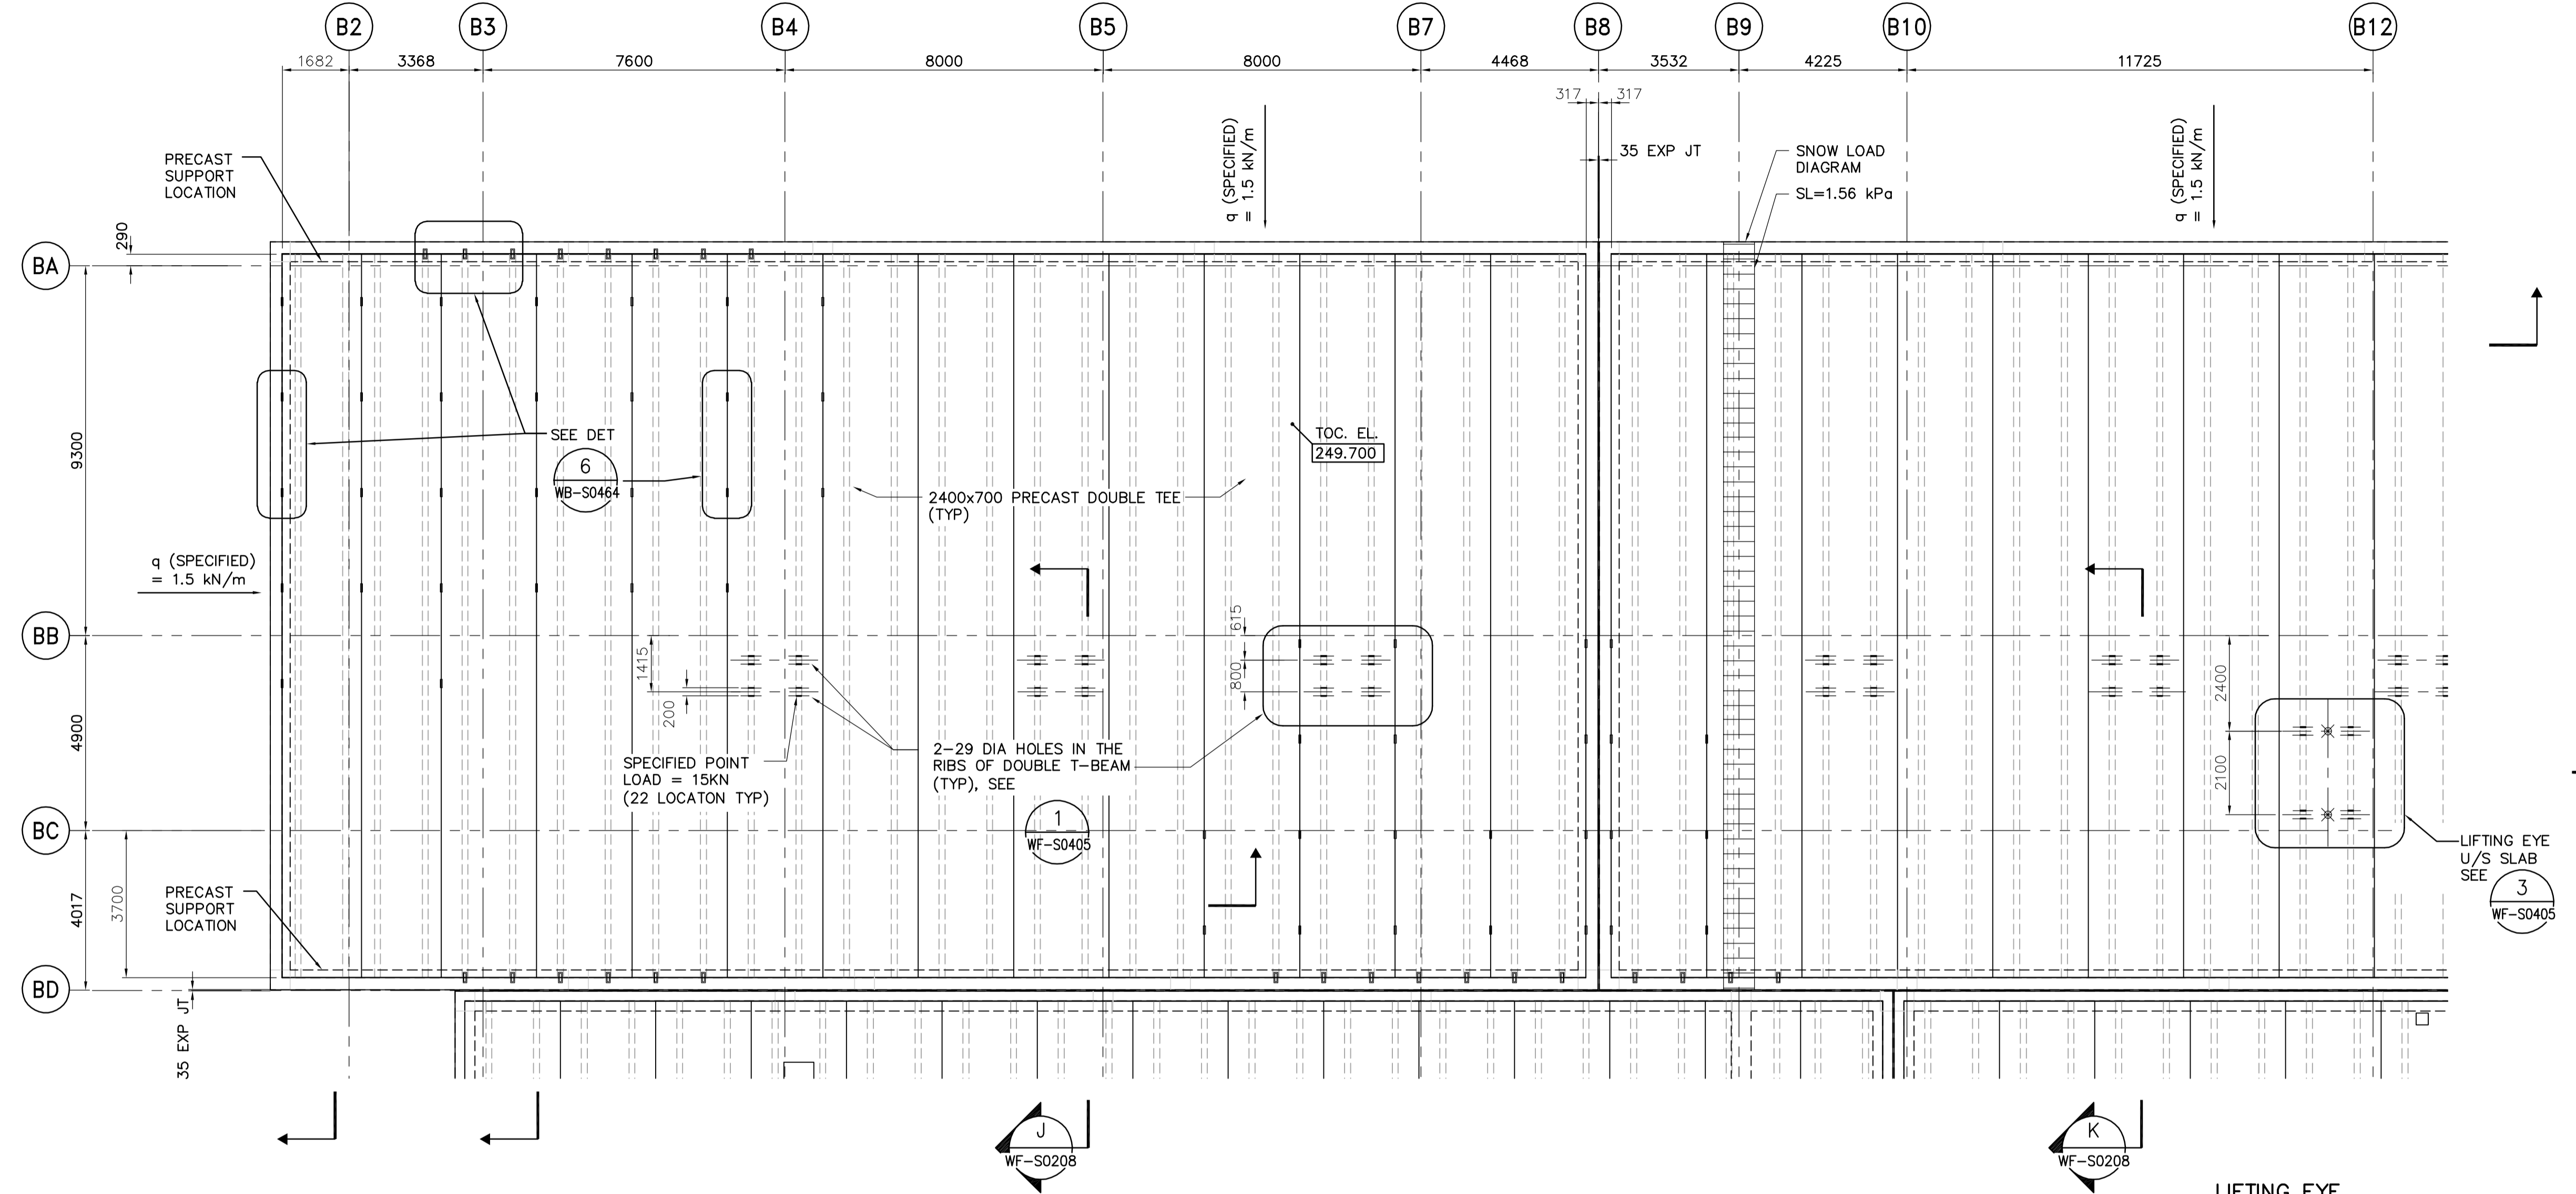 B2
B3
B4
B5
B7
B8
B9
B10
B12
1682
3368
7600
8000
8000
4468
3532
4225
11725
317
317
35 EXP JT
q (SPECIFIED)
= 1.5 kN/m
q (SPECIFIED)
= 1.5 kN/m
SNOW LOAD
DIAGRAM
SL=1.56 kPa
PRECAST
SUPPORT
LOCATION
290
BA
9300
SEE DET
6
WB-S0464
TOC. EL.
249.700
2400x700 PRECAST DOUBLE TEE
(TYP)
q (SPECIFIED)
= 1.5 kN/m
BB
1415
200
615
800
2400
2100
4900
SPECIFIED POINT
LOAD = 15KN
(22 LOCATON TYP)
2-29 DIA HOLES IN THE
RIBS OF DOUBLE T-BEAM
(TYP), SEE
1
WF-S0405
BC
LIFTING EYE
U/S SLAB
SEE
3
WF-S0405
4017
3700
PRECAST
SUPPORT
LOCATION
BD
35 EXP JT
J
WF-S0208
K
WF-S0208
LIFTING EYE